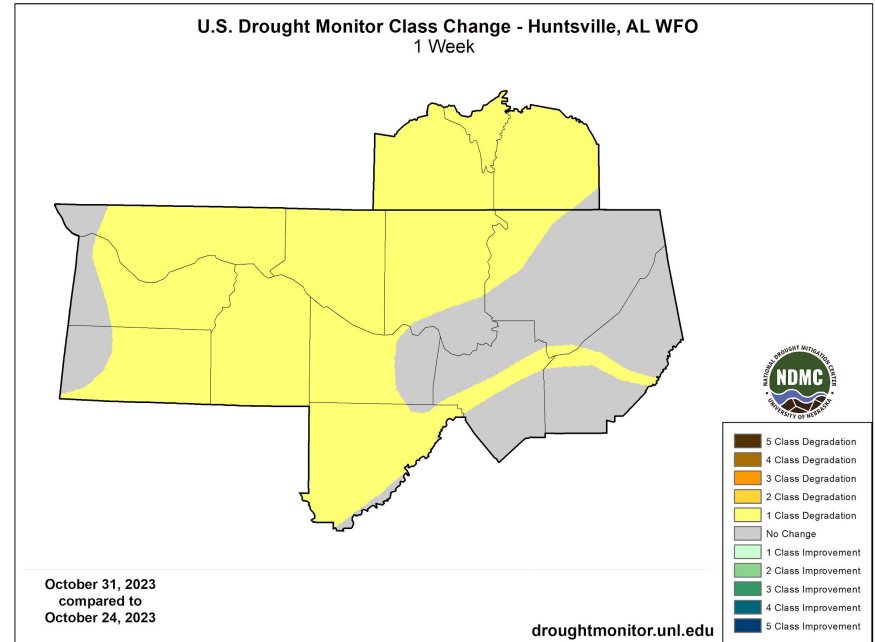 U.S. Drought Monitor Class Change - Huntsville, AL WFO
1 Week
NATIONAL DROUGHT MITIGATION CENTER
NDMC
UNIVERSITY OF NEBRASKA
5 Class Degradation
4 Class Degradation
3 Class Degradation
2 Class Degradation
1 Class Degradation
No Change
1 Class Improvement
2 Class Improvement
3 Class Improvement
4 Class Improvement
5 Class Improvement
October 31, 2023
compared to
October 24, 2023
droughtmonitor.unl.edu